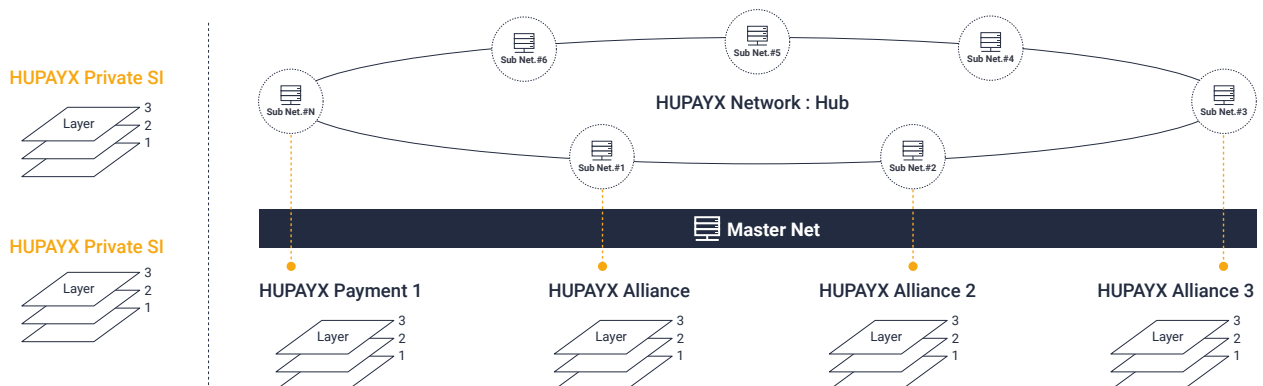 HUPAYX Private SI
Layer
3
2
1
HUPAYX Private SI
Layer
3
2
1
Sub Net.#6
Sub Net.#5
Sub Net.#4
Sub Net.#N
HUPAYX Network : Hub
Sub Net.#3
Sub Net.#1
Sub Net.#2
Master Net
HUPAYX Payment 1
Layer
3
2
1
HUPAYX Alliance
Layer
3
2
1
HUPAYX Alliance 2
Layer
3
2
1
HUPAYX Alliance 3
Layer
3
2
1